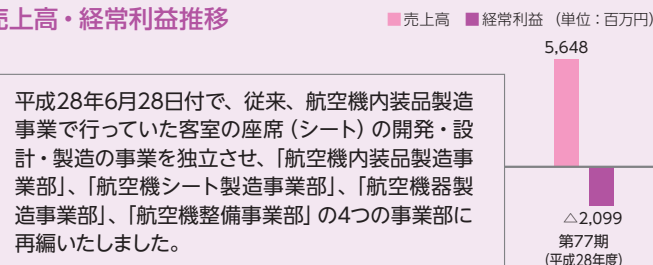 売上高・経常利益推移
■売上高 ■経常利益 (単位：百万円)
5,648
平成28年6月28日付で、従来、航空機内装品製造
事業で行っていた客室の座席（シート）の開発・設
計・製造の事業を独立させ、「航空機内装品製造事
業部」、「航空機シート製造事業部」、「航空機器製
造事業部」、「航空機整備事業部」の4つの事業部に
再編いたしました。
△2,099
第77期
(平成28年度)